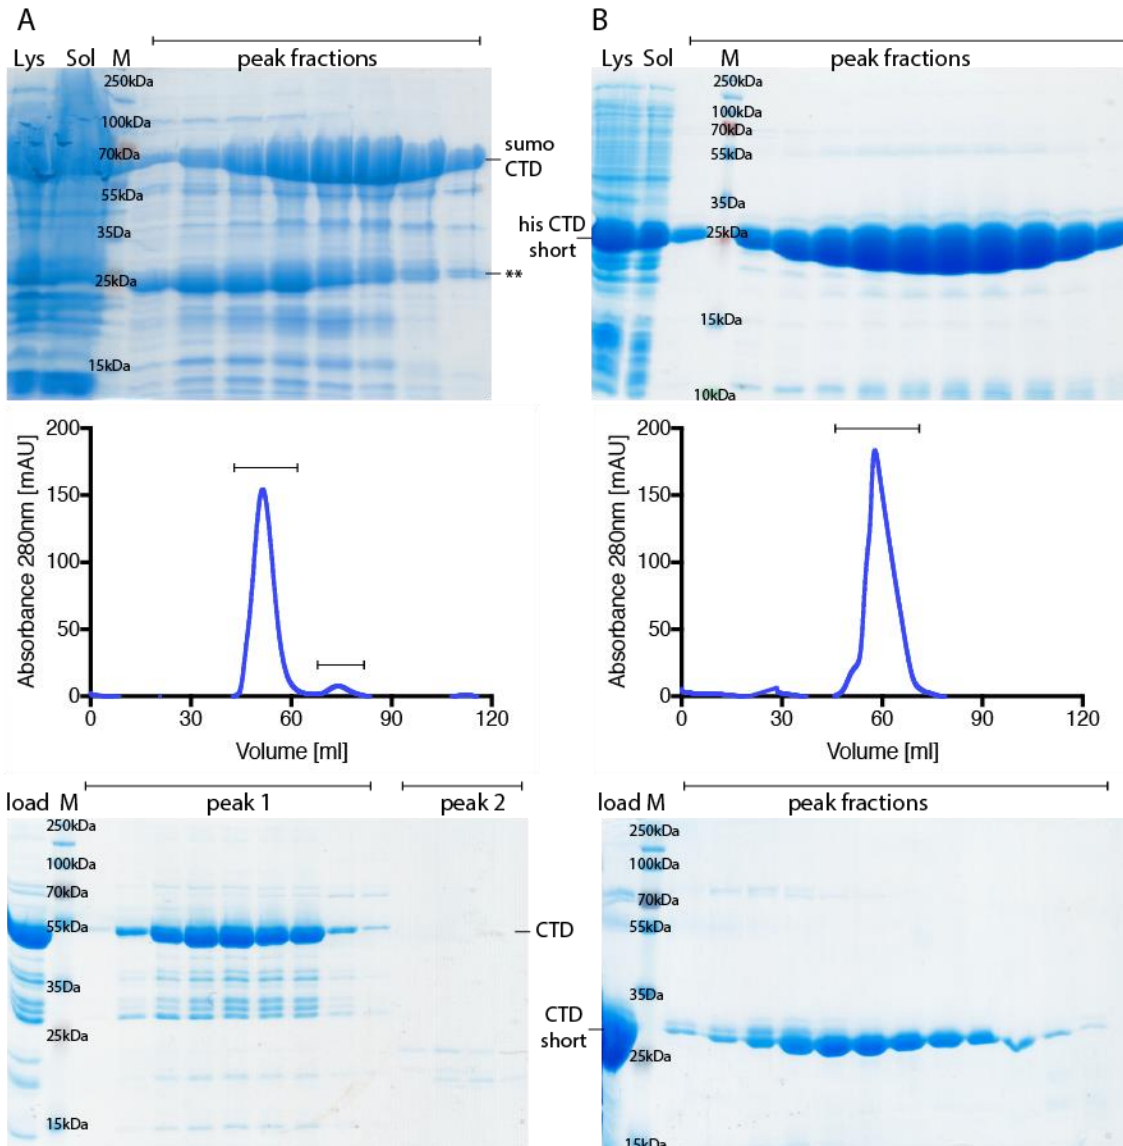 A
peak fractions
Lys Sol M
250kDa
100kDa
70kDa
55kDa
35Da
25kDa
15kDa
sumo
CTD
**
B
peak fractions
Lys Sol M
250kDa
100kDa
70kDa
55kDa
35Da
25kDa
15kDa
10kDa
his CTD
short
Absorbance 280nm [mAU]
200
150
100
50
0
0 30 60 90 120
Volume [ml]
Absorbance 280nm [mAU]
200
150
100
50
0
0 30 60 90 120
Volume [ml]
load M peak 1 peak 2
250kDa
100kDa
70kDa
55kDa
35Da
25kDa
15kDa
CTD
load M peak fractions
250kDa
100kDa
70kDa
55kDa
35Da
25kDa
15kDa
CTD
short